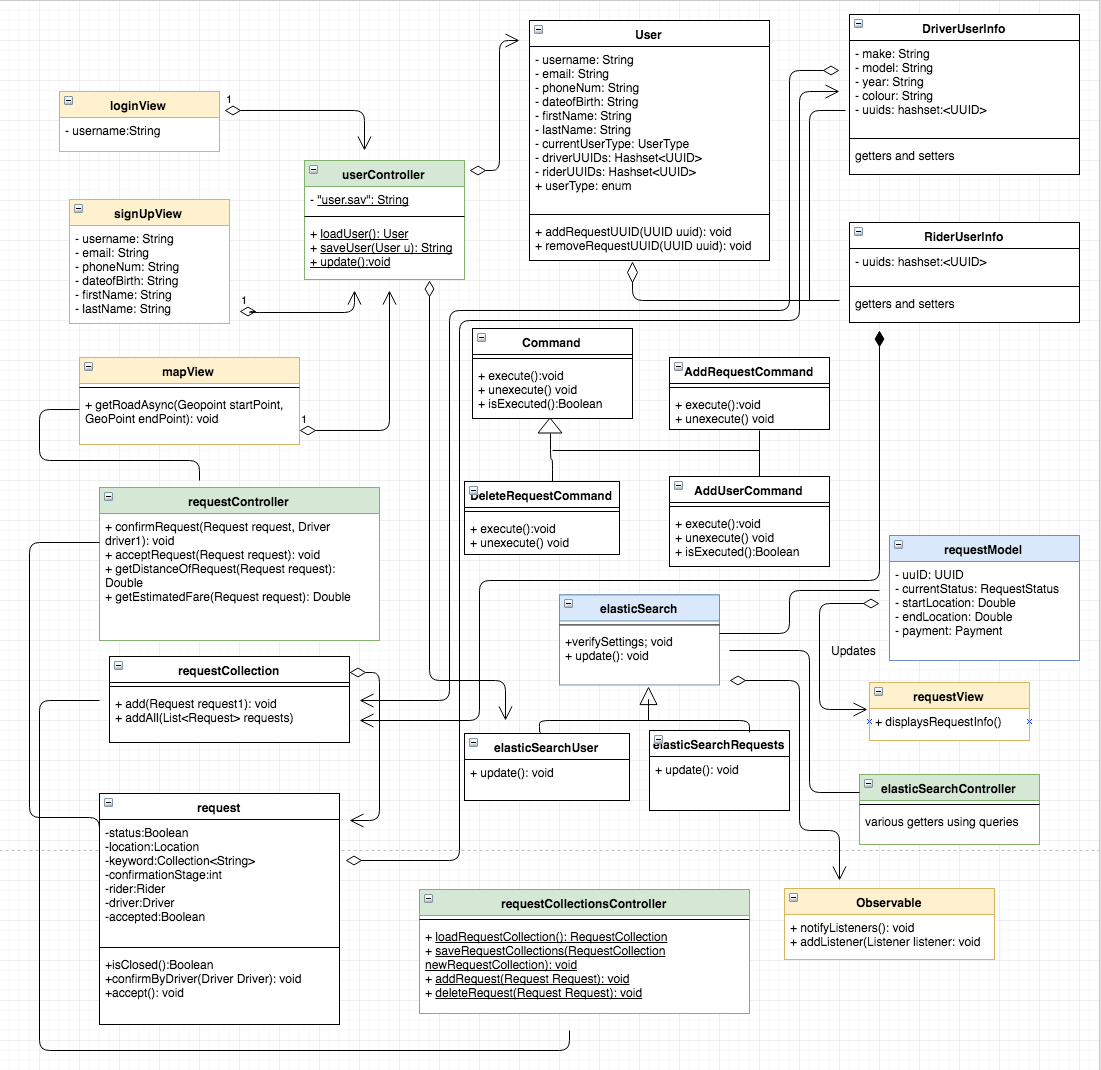 loginView
- username:String
1
signUpView
- username: String
- email: String
- phoneNum: String
- dateofBirth: String
- firstName: String
- lastName: String
1
mapView
+ getRoadAsync(Geopoint startPoint,
GeoPoint endPoint): void
1
userController
- "user.sav": String
+ loadUser(): User
+ saveUser(User u): String
+ update():void
User
- username: String
- email: String
- phoneNum: String
- dateofBirth: String
- firstName: String
- lastName: String
- currentUserType: UserType
- driverUUIDs: Hashset<UUID>
- riderUUIDs: Hashset<UUID>
+ userType: enum
+ addRequestUUID(UUID uuid): void
+ removeRequestUUID(UUID uuid): void
DriverUserInfo
- make: String
- model: String
- year: String
- colour: String
- uuids: hashset:<UUID>
getters and setters
RiderUserInfo
- uuids: hashset:<UUID>
getters and setters
Command
+ execute():void
+ unexecute() void
+ isExecuted():Boolean
AddRequestCommand
+ execute():void
+ unexecute() void
DeleteRequestCommand
+ execute():void
+ unexecute() void
AddUserCommand
+ execute():void
+ unexecute() void
+ isExecuted():Boolean
requestController
+ confirmRequest(Request request, Driver
driver1): void
+ acceptRequest(Request request): void
+ getDistanceOfRequest(Request request):
Double
+ getEstimatedFare(Request request): Double
requestModel
- uuID: UUID
- currentStatus: RequestStatus
- startLocation: Double
- endLocation: Double
- payment: Payment
elasticSearch
+verifySettings; void
+ update(): void
Updates
requestCollection
+ add(Request request1): void
+ addAll(List<Request> requests)
requestView
+ displaysRequestInfo()
elasticSearchUser
+ update(): void
elasticSearchRequests
+ update(): void
elasticSearchController
various getters using queries
request
-status:Boolean
-location:Location
-keyword:Collection<String>
-confirmationStage:int
-rider:Rider
-driver:Driver
-accepted:Boolean
+isClosed():Boolean
+confirmByDriver(Driver Driver): void
+accept(): void
requestCollectionsController
+ loadRequestCollection(): RequestCollection
+ saveRequestCollections(RequestCollection
newRequestCollection): void
+ addRequest(Request Request): void
+ deleteRequest(Request Request): void
Observable
+ notifyListeners(): void
+ addListener(Listener listener: void